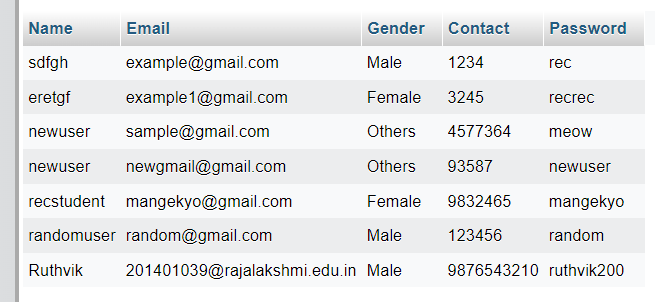 Name Email Gender Contact Password
sdfgh example@gmail.com Male 1234 rec
eretgf example1@gmail.com Female 3245 recrec
newuser sample@gmail.com Others 4577364 meow
newuser newgmail@gmail.com Others 93587 newuser
recstudent mangekyo@gmail.com Female 9832465 mangekyo
randomuser random@gmail.com Male 123456 random
Ruthvik 201401039@rajalakshmi.edu.in Male 9876543210 ruthvik200